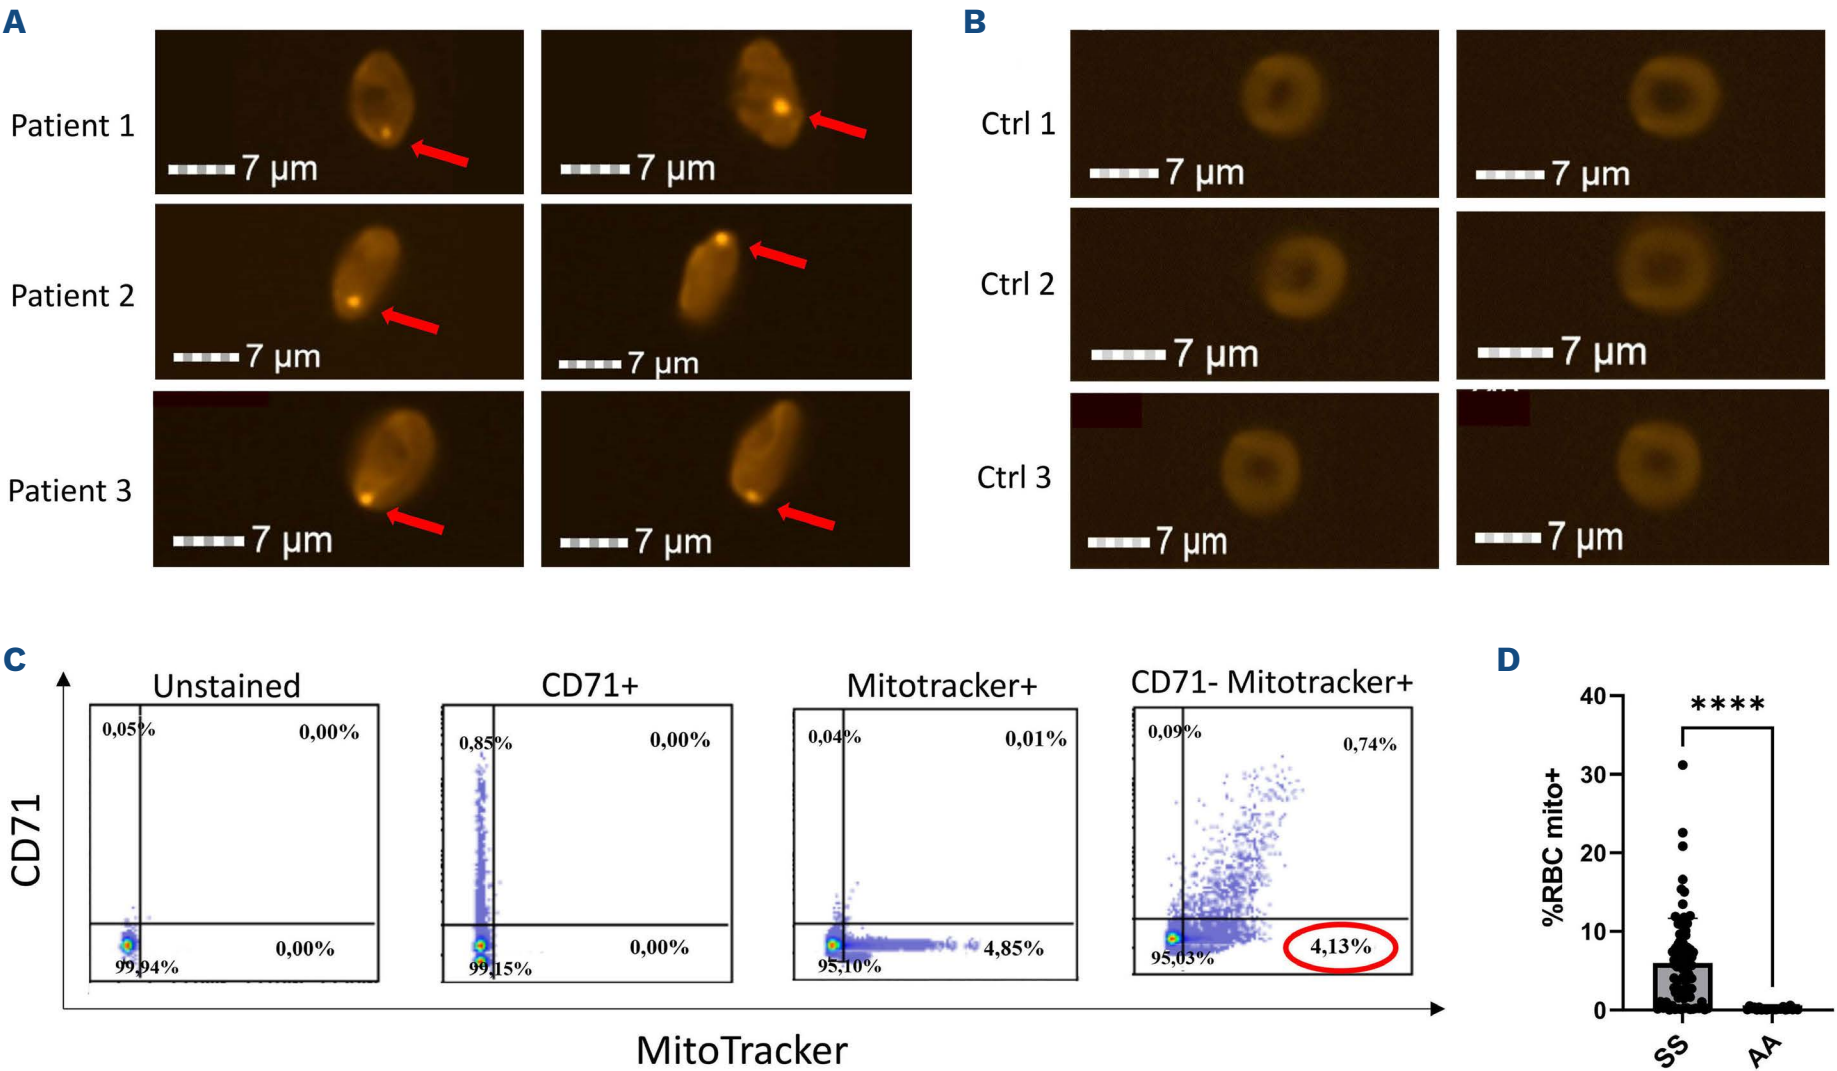 A
B
Patient 1
7 µm
7 µm
Ctrl 1
7 µm
7 µm
Patient 2
7 µm
7 µm
Ctrl 2
7 µm
7 µm
Patient 3
7 µm
7 µm
Ctrl 3
7 µm
7 µm
C
D
Unstained
CD71+
Mitotracker+
CD71- Mitotracker+
0,05%
0,00%
0,00%
99,94%
0,85%
0,00%
0,00%
99,15%
0,04%
0,01%
4,85%
95,10%
0,09%
0,74%
4,13%
95,03%
CD71
MitoTracker
40
30
20
10
0
%RBC mito+
****
SS
AA